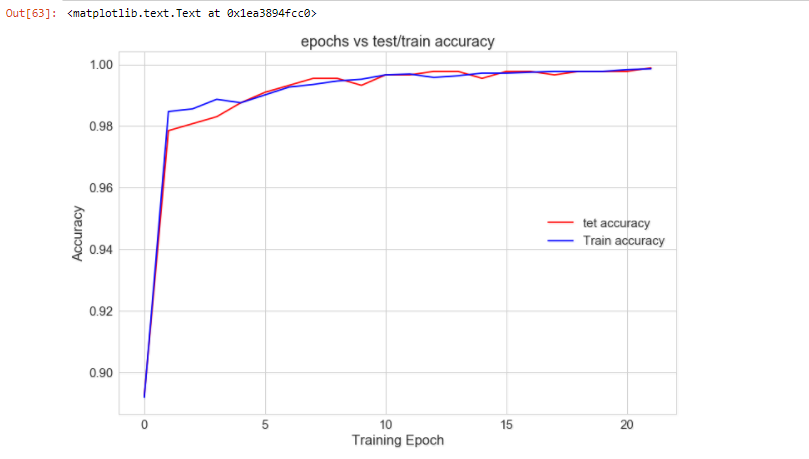 Out[63]: <matplotlib.text.Text at 0x1ea3894fcc0>
epochs vs test/train accuracy
1.00
0.98
0.96
0.94
0.92
0.90
Accuracy
tet accuracy
Train accuracy
0 5 10 15 20
Training Epoch